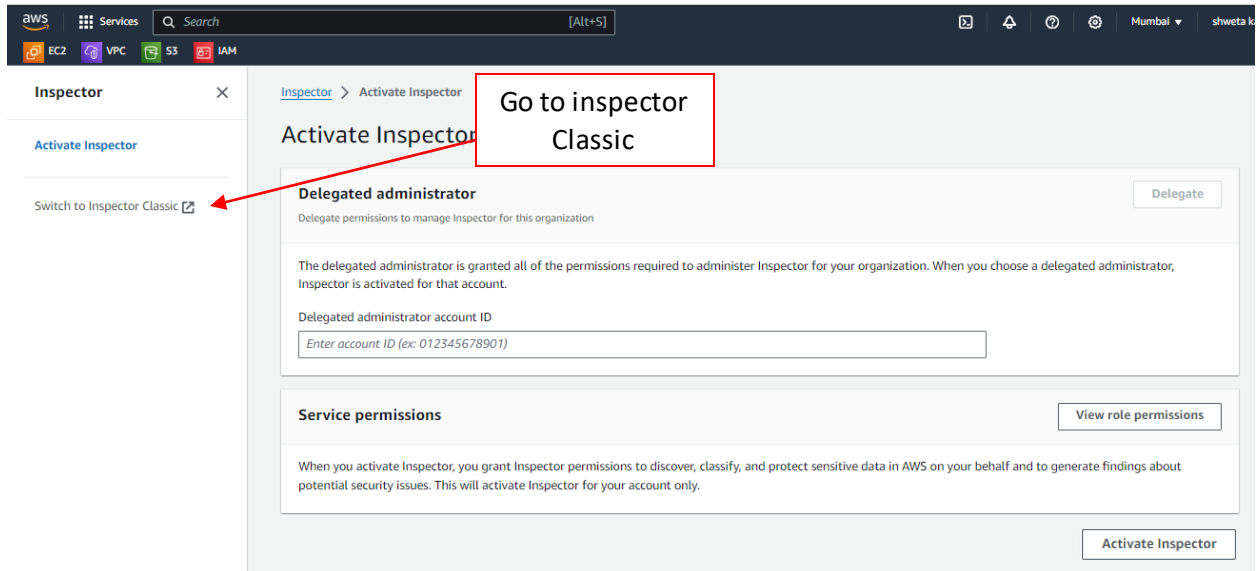 aws
Services
Search
[Alt+S]
Mumbai
shweta
EC2
VPC
S3
IAM
Inspector
Activate Inspector
Switch to Inspector Classic
Inspector > Activate Inspector
Go to inspector
Classic
Activate Inspector
Delegated administrator
Delegate
Delegate permissions to manage Inspector for this organization
The delegated administrator is granted all of the permissions required to administer Inspector for your organization. When you choose a delegated administrator,
Inspector is activated for that account.
Delegated administrator account ID
Enter account ID (ex: 012345678901)
Service permissions
View role permissions
When you activate Inspector, you grant Inspector permissions to discover, classify, and protect sensitive data in AWS on your behalf and to generate findings about
potential security issues. This will activate Inspector for your account only.
Activate Inspector